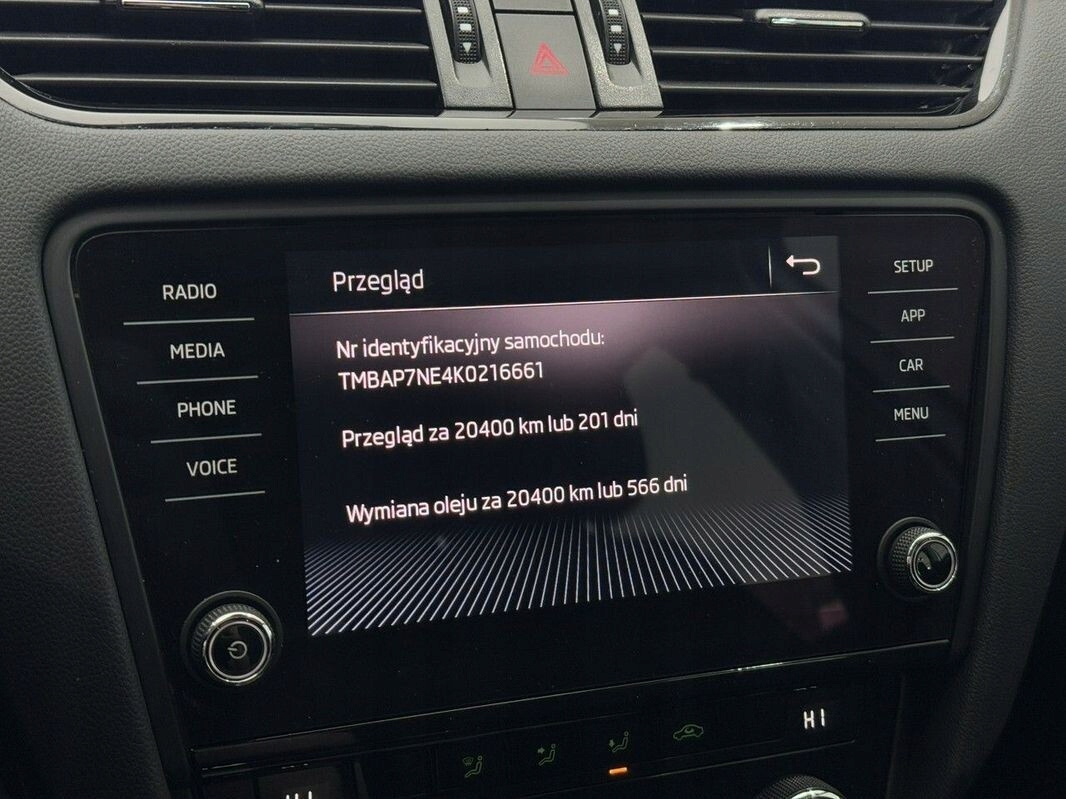 Przegląd
RADIO
MEDIA
PHONE
VOICE
Nr identyfikacyjny samochodu:
TMBAP7NE4K0216661
Przegląd za 20400 km lub 201 dni
Wymiana oleju za 20400 km lub 566 dni
SETUP
APP
CAR
MENU
HI